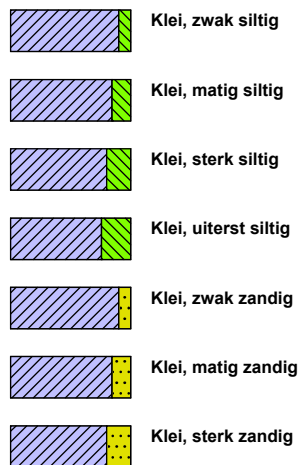 Klei, zwak siltig
Klei, matig siltig
Klei, sterk siltig
Klei, uiterst siltig
Klei, zwak zandig
Klei, matig zandig
Klei, sterk zandig